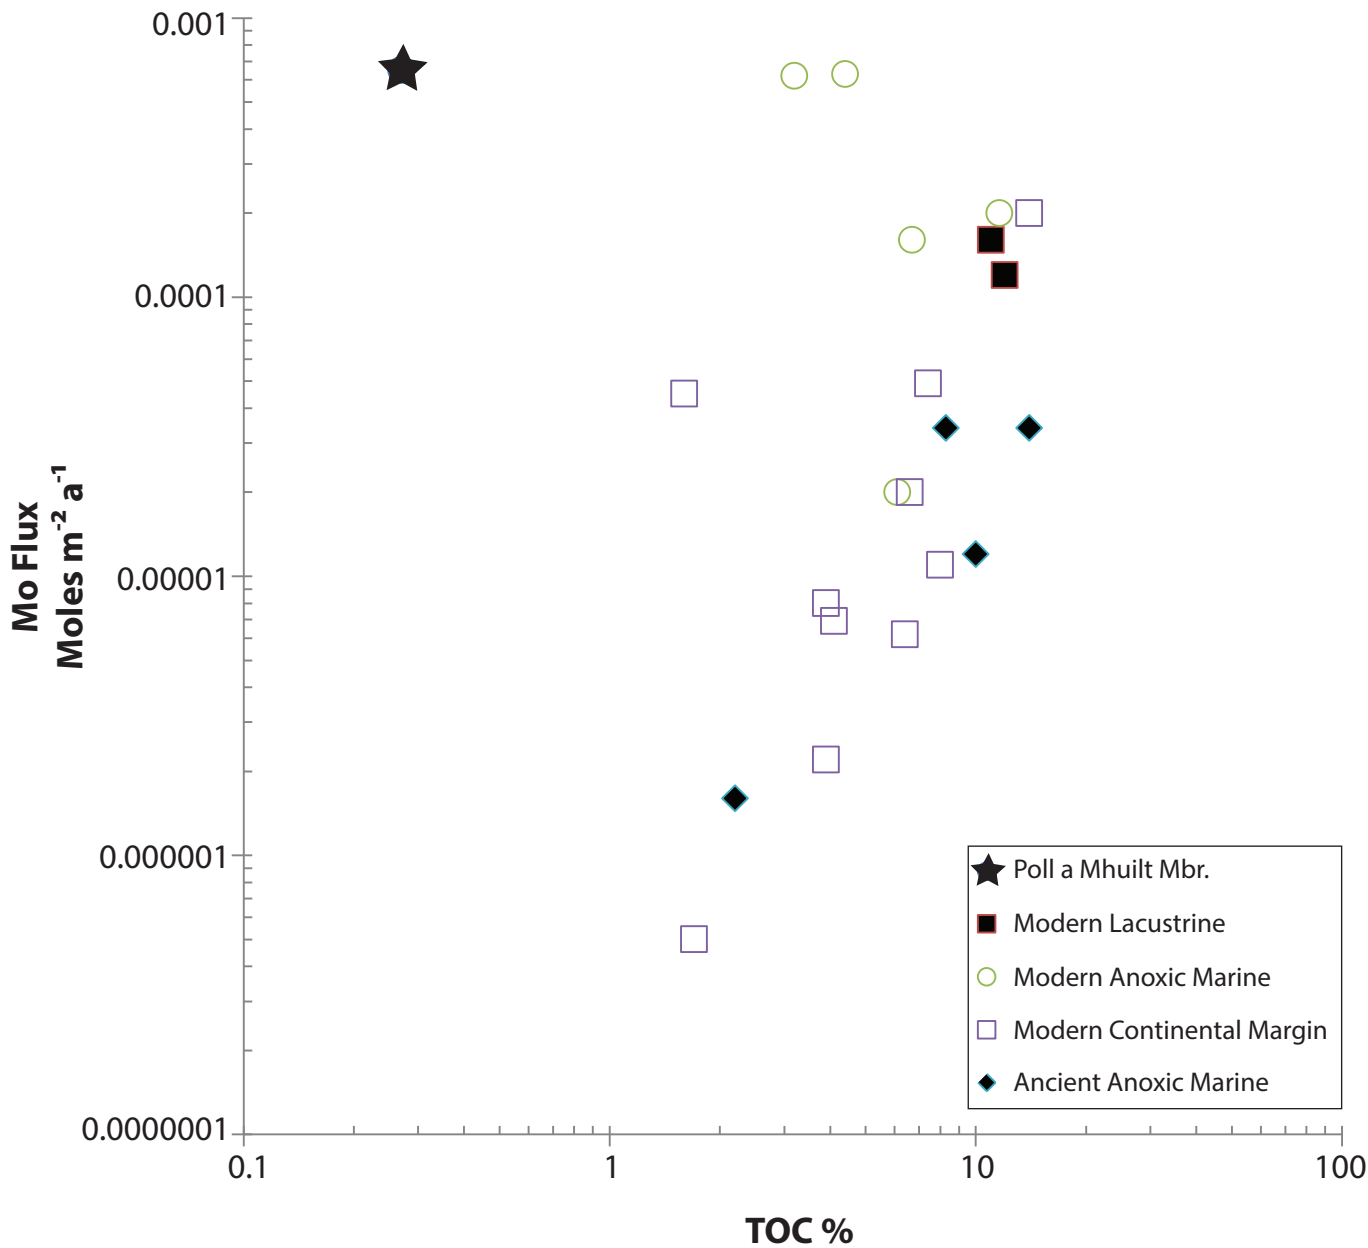 0.001
0.0001
0.00001
0.000001
0.0000001
Mo Flux
Moles m⁻² a⁻¹
0.1
1
10
100
TOC %
Poll a Mhuilt Mbr.
Modern Lacustrine
Modern Anoxic Marine
Modern Continental Margin
Ancient Anoxic Marine